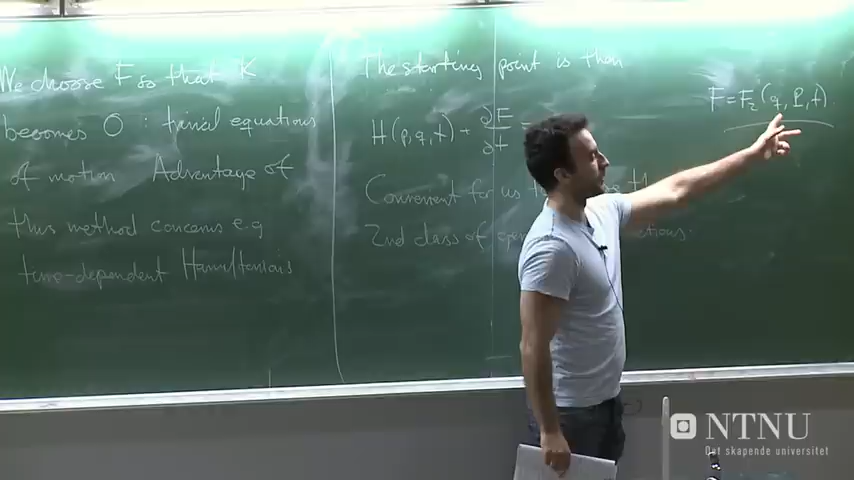 We choose F so that K
becomes 0 : trivial equations
of motion Advantage of
this method concerns e.g
time-dependent Hamiltonians
The starting point is then
H(p,q,t) + ∂F/∂t =
Convenient for us
2nd class of
F = F₂(q, P, t)
NTNU
Det skapende universitet